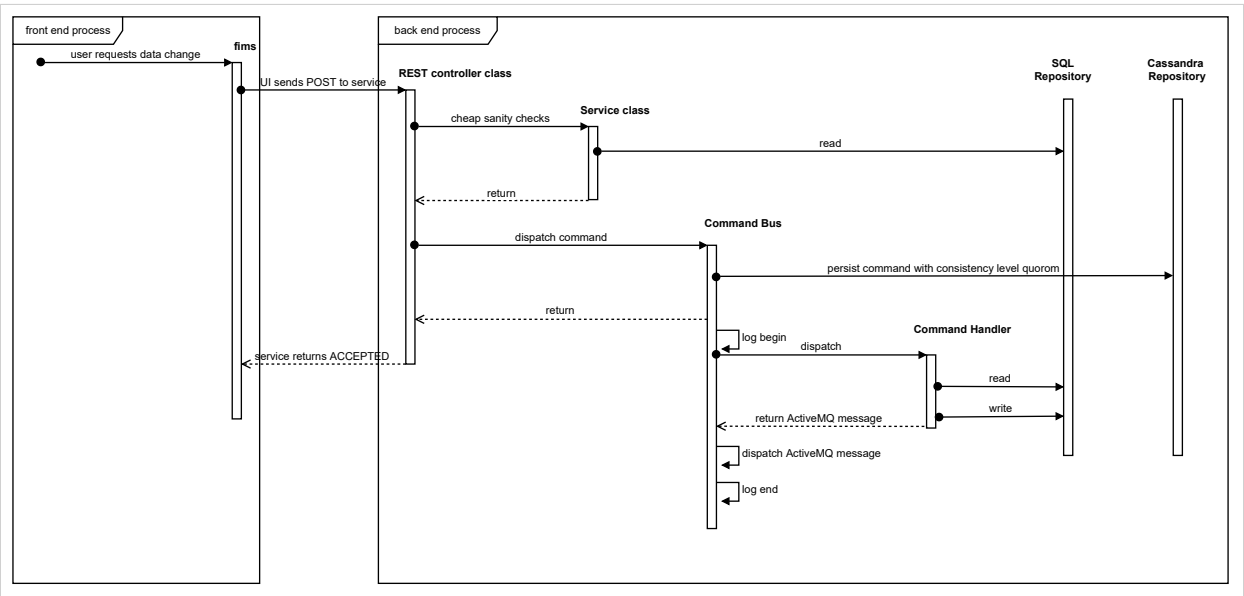 front end process
back end process
user requests data change
fims
UI sends POST to service
REST controller class
SQL
Repository
Cassandra
Repository
Service class
cheap sanity checks
read
return
Command Bus
dispatch command
persist command with consistency level quorom
return
log begin
Command Handler
dispatch
service returns ACCEPTED
read
write
return ActiveMQ message
dispatch ActiveMQ message
log end